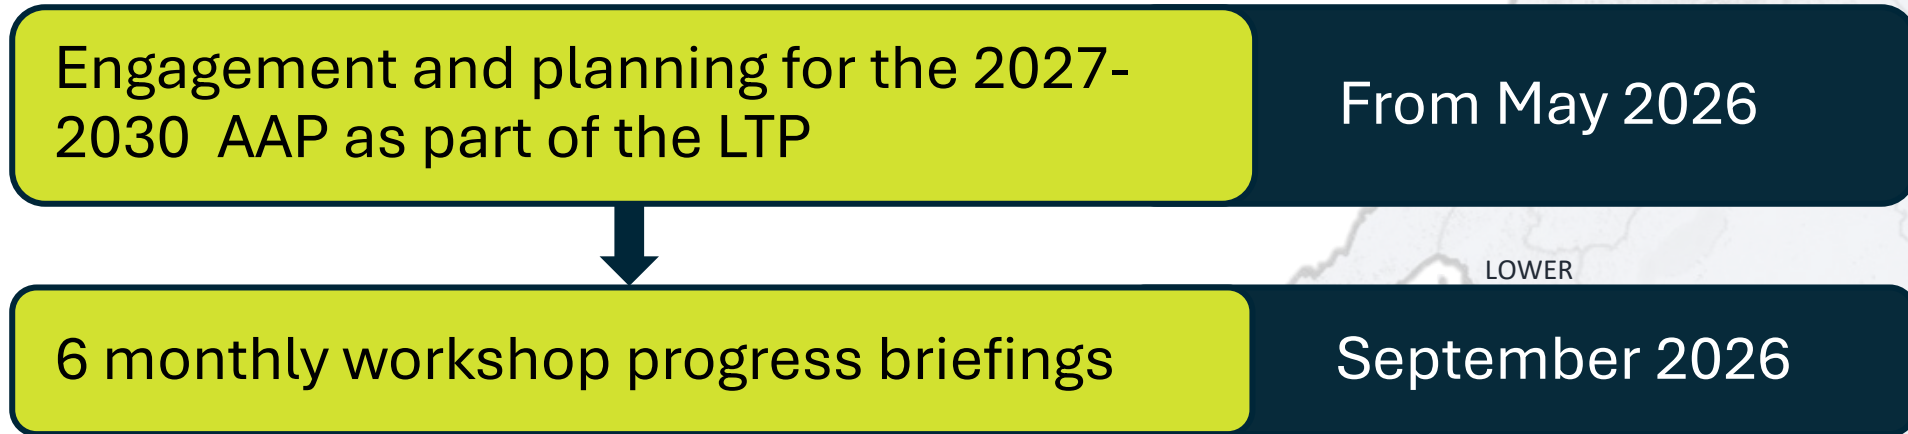 Engagement and planning for the 2027-
2030  AAP as part of the LTP
From May 2026
LOWER
6 monthly workshop progress briefings
September 2026